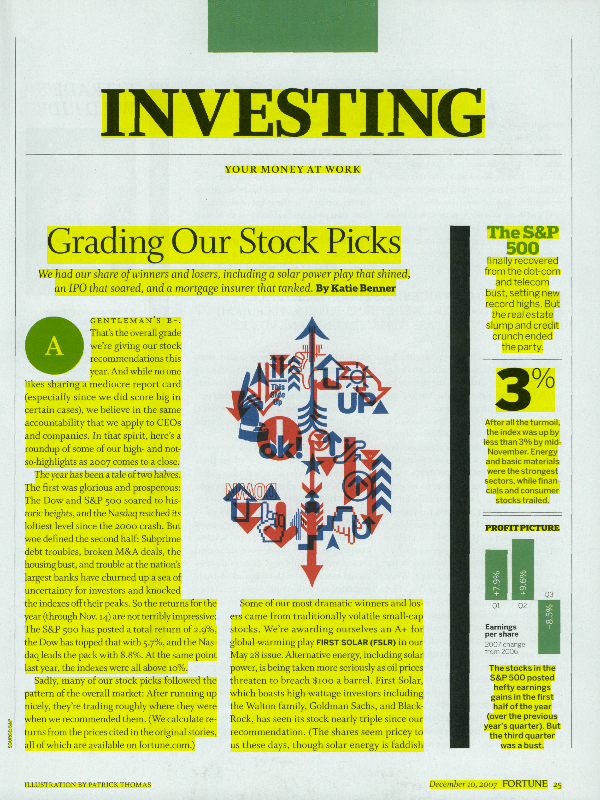 INVESTING
YOUR MONEY AT WORK
Grading Our Stock Picks
We had our share of winners and losers, including a solar power play that shined,
an IPO that soared, and a mortgage insurer that tanked. By Katie Benner
A
GENTLEMAN'S B-.
That's the overall grade
we're giving our stock
recommendations this
year. And while no one
likes sharing a mediocre report card
(especially since we did score big in
certain cases), we believe in the same
accountability that we apply to CEOs
and companies. In that spirit, here's a
roundup of some of our high- and not-
so-highlights as 2007 comes to a close.
The year has been a tale of two halves.
The first was glorious and prosperous:
The Dow and S&P 500 soared to his-
toric heights, and the Nasdaq reached its
loftiest level since the 2000 crash. But
woe defined the second half: Subprime
debt troubles, broken M&A deals, the
housing bust, and trouble at the nation's
largest banks have churned up a sea of
uncertainty for investors and knocked
the indexes off their peaks. So the returns for the
year (through Nov. 14) are not terribly impressive:
The S&P 500 has posted a total return of 2.9%,
the Dow has topped that with 5.7%, and the Nas-
daq leads the pack with 8.8%. At the same point
last year, the indexes were all above 10%.
Sadly, many of our stock picks followed the
pattern of the overall market: After running up
nicely, they're trading roughly where they were
when we recommended them. (We calculate re-
turns from the prices cited in the original stories,
all of which are available on fortune.com.)
This
Side
Up
UP
ok!
DOWN
Some of our most dramatic winners and los-
ers came from traditionally volatile small-cap
stocks. We're awarding ourselves an A+ for
global-warming play FIRST SOLAR (FSLR) in our
May 28 issue. Alternative energy, including solar
power, is being taken more seriously as oil prices
threaten to breach $100 a barrel. First Solar,
which boasts high-wattage investors including
the Walton family, Goldman Sachs, and Black-
Rock, has seen its stock nearly triple since our
recommendation. (The shares seem pricey to
us these days, though solar energy is faddish
The S&P
500
finally recovered
from the dot-com
and telecom
bust, setting new
record highs. But
the real estate
slump and credit
crunch ended
the party.
3%
After all the turmoil,
the index was up by
less than 3% by mid-
November. Energy
and basic materials
were the strongest
sectors, while finan-
cials and consumer
stocks trailed.
PROFIT PICTURE
+7.9%
+9.6%
Q3
Q1
Q2
-8.5%
Earnings
per share
2007 change
from 2006
The stocks in the
S&P 500 posted
hefty earnings
gains in the first
half of the year
(over the previous
year's quarter). But
the third quarter
was a bust.
ILLUSTRATION BY PATRICK THOMAS
December 10, 2007 FORTUNE 25